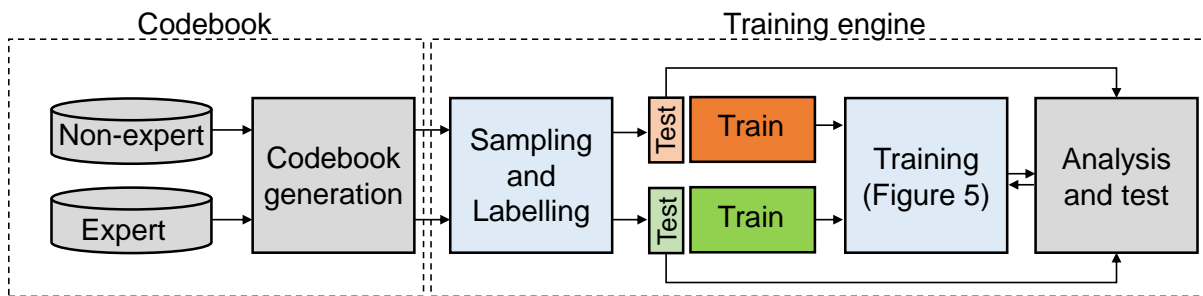 Codebook
Training engine
Non-expert
Expert
Codebook
generation
Sampling
and
Labelling
Test
Train
Test
Train
Training
(Figure 5)
Analysis
and test